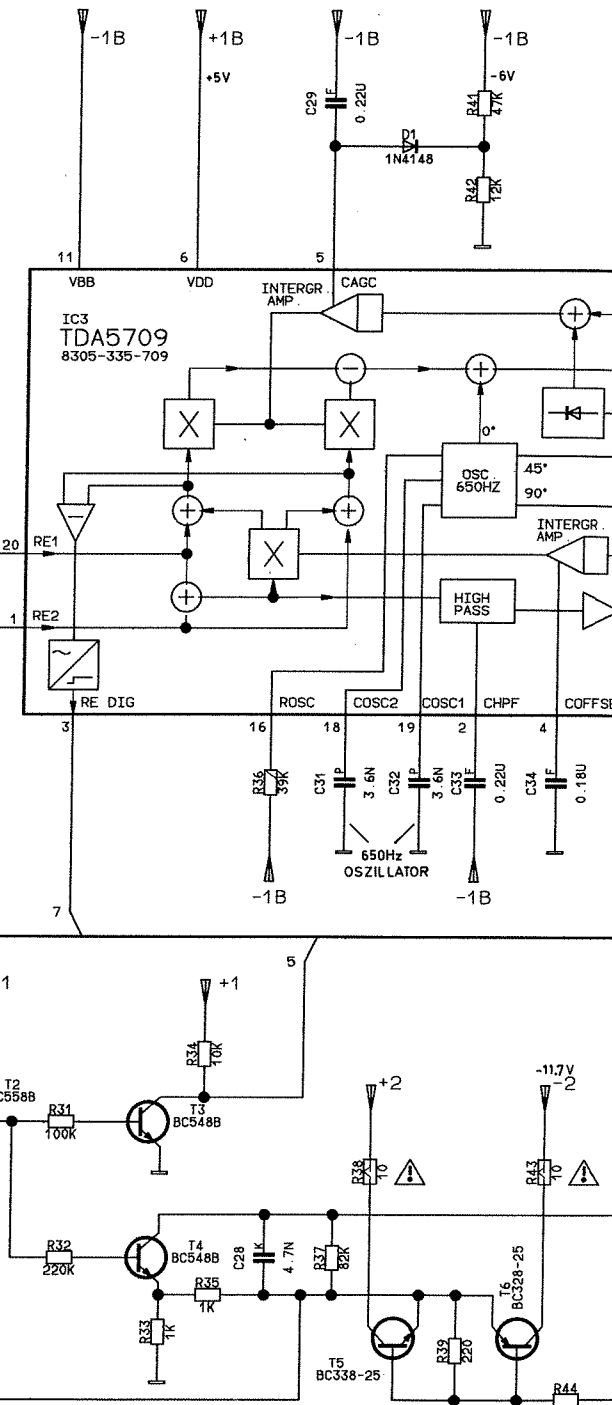 -1B
+1B
-1B
-1B
+5V
-6V
C29
F
0.22U
R41
47K
D1
1N4148
R42
12K
11
6
5
VBB
VDD
CAGC
INTERGR.
AMP.
IC3
TDA5709
8305-335-709
0°
OSC.
650HZ
45°
90°
INTERGR.
AMP.
20
RE1
1
RE2
HIGH
PASS
RE DIG
ROSC
COSC2
COSC1
CHPF
COFFSE
3
16
18
19
2
4
R36
39K
C31
P
3.6N
C32
P
3.6N
C33
F
0.22U
C34
F
0.18U
650Hz
OSZILLATOR
-1B
-1B
7
5
1
+1
R34
10K
T2
C558B
R31
100K
T3
BC548B
+2
-11.7V
-2
R38
10
R43
10
R32
220K
T4
BC548B
C28
K
4.7N
R37
82K
R35
1K
R33
1K
T6
BC328-25
T5
BC338-25
R39
220
R44